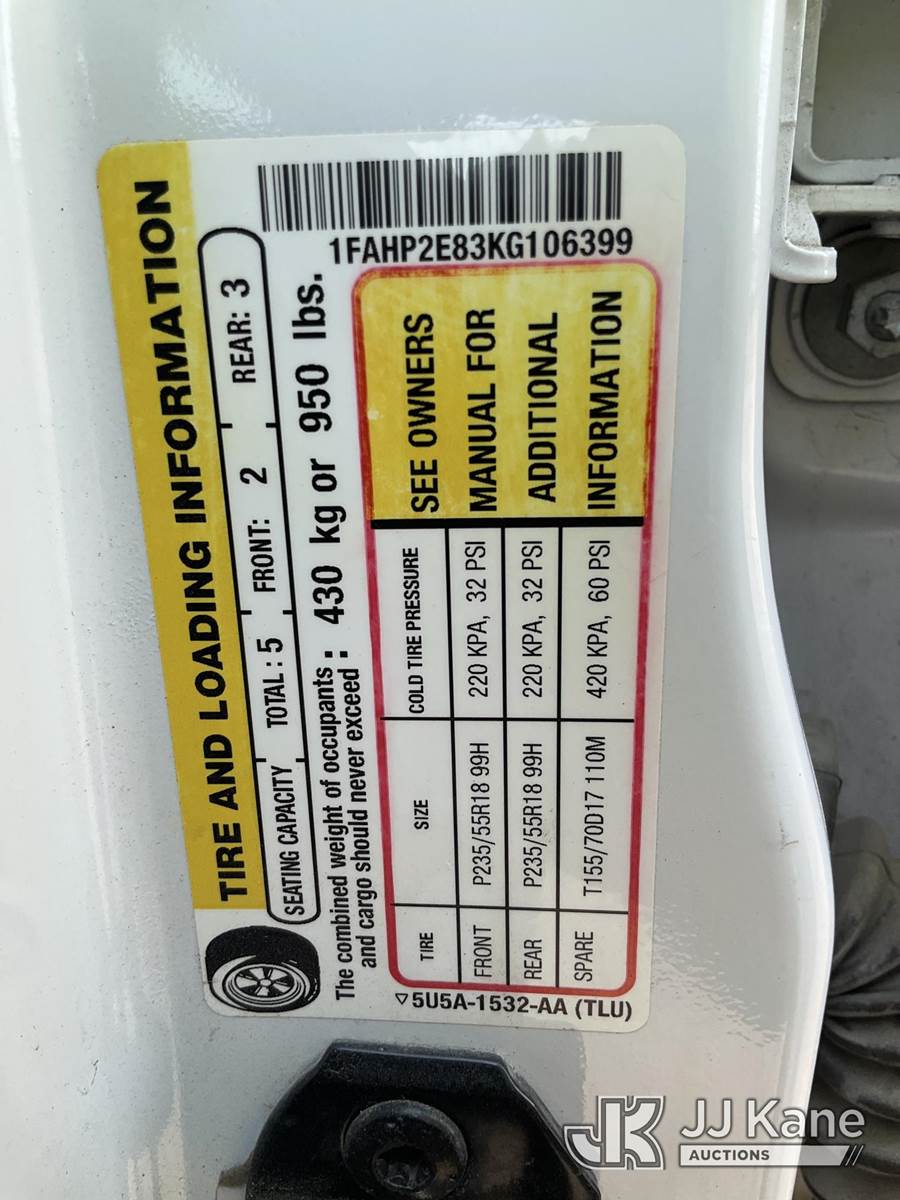 1FAHP2E83KG106399
TIRE AND LOADING INFORMATION
SEATING CAPACITY TOTAL : 5 FRONT: 2 REAR: 3
The combined weight of occupants
and cargo should never exceed : 430 kg or 950 lbs.
TIRE SIZE COLD TIRE PRESSURE
FRONT P235/55R18 99H 220 KPA, 32 PSI
REAR P235/55R18 99H 220 KPA, 32 PSI
SPARE T155/70D17 110M 420 KPA, 60 PSI
SEE OWNERS
MANUAL FOR
ADDITIONAL
INFORMATION
5U5A-1532-AA (TLU)
JK JJ Kane
AUCTIONS